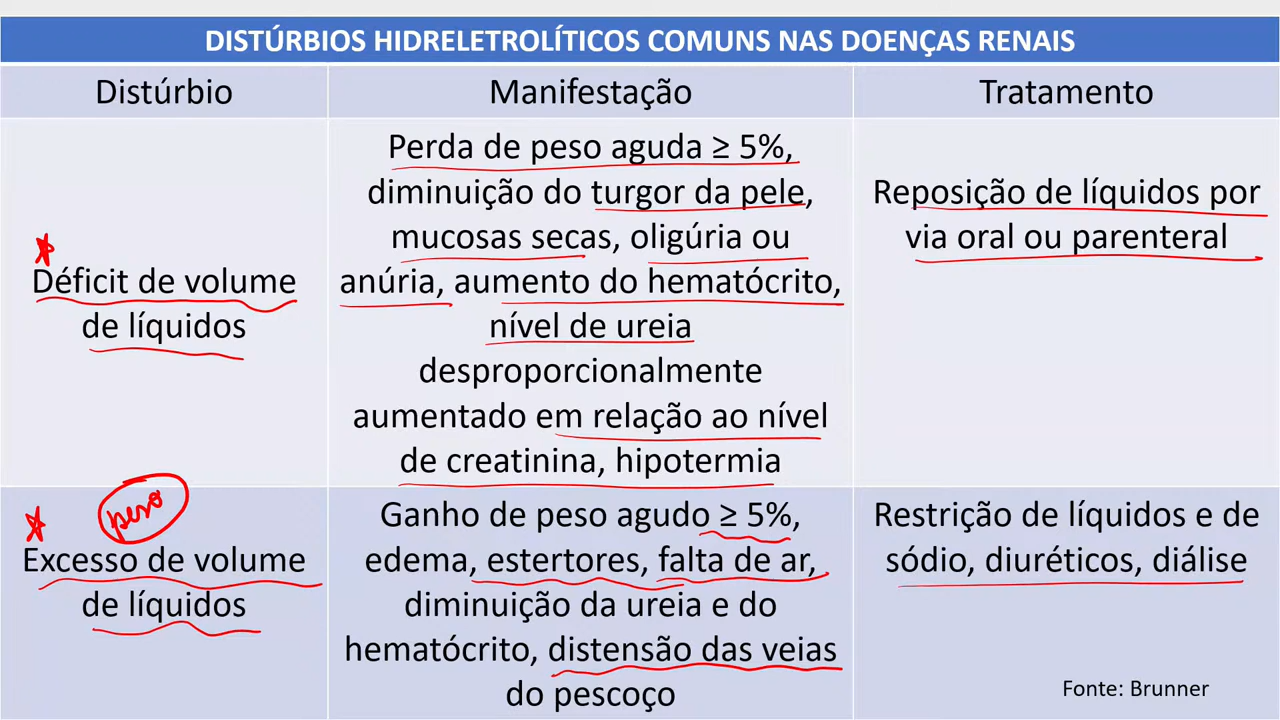 DISTÚRBIOS HIDRELETROLÍTICOS COMUNS NAS DOENÇAS RENAIS
Distúrbio
Manifestação
Tratamento
Déficit de volume
de líquidos
Perda de peso aguda ≥ 5%,
diminuição do turgor da pele,
mucosas secas, oligúria ou
anúria, aumento do hematócrito,
nível de ureia
desproporcionalmente
aumentado em relação ao nível
de creatinina, hipotermia
Reposição de líquidos por
via oral ou parenteral
peso
Excesso de volume
de líquidos
Ganho de peso agudo ≥ 5%,
edema, estertores, falta de ar,
diminuição da ureia e do
hematócrito, distensão das veias
do pescoço
Restrição de líquidos e de
sódio, diuréticos, diálise
Fonte: Brunner